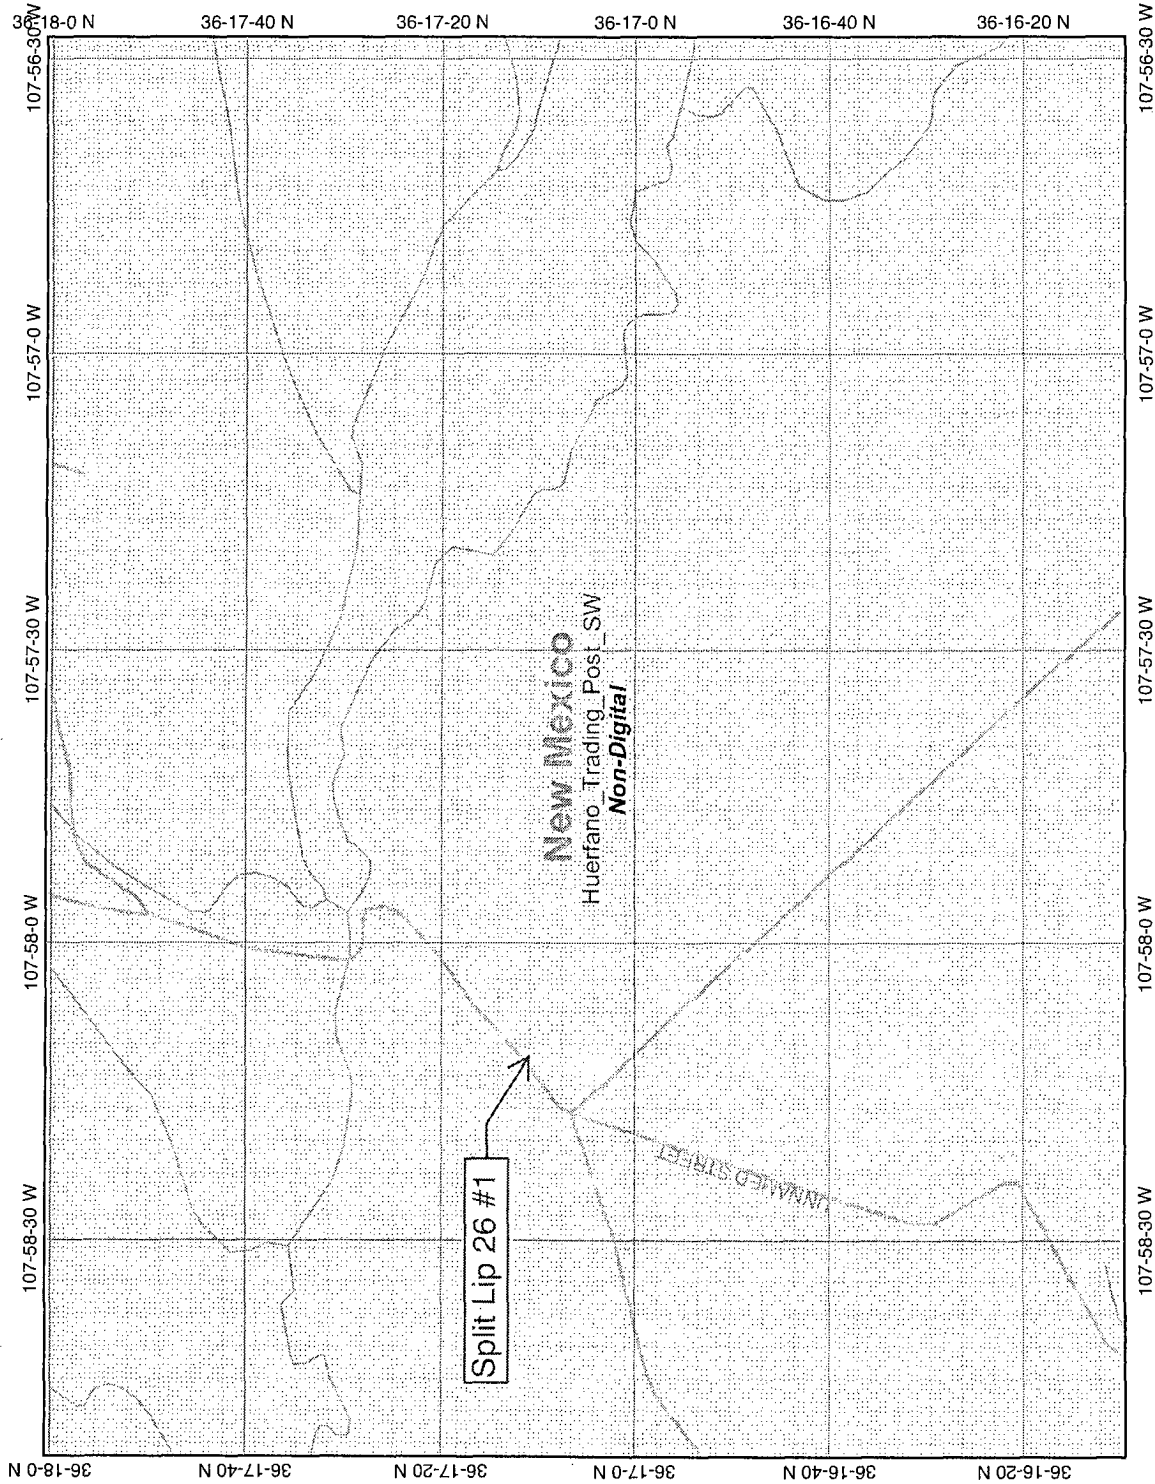 36-18-0 N
36-17-40 N
36-17-20 N
36-17-0 N
36-16-40 N
36-16-20 N
107-56-30 W
107-56-30 W
107-57-0 W
107-57-0 W
107-57-30 W
107-57-30 W
107-58-0 W
107-58-0 W
107-58-30 W
107-58-30 W
New Mexico
Huerfano_Trading_Post_SW
Non-Digital
Split Lip 26 #1
UNNAMED STREET
36-18-0 N
36-17-40 N
36-17-20 N
36-17-0 N
36-16-40 N
36-16-20 N